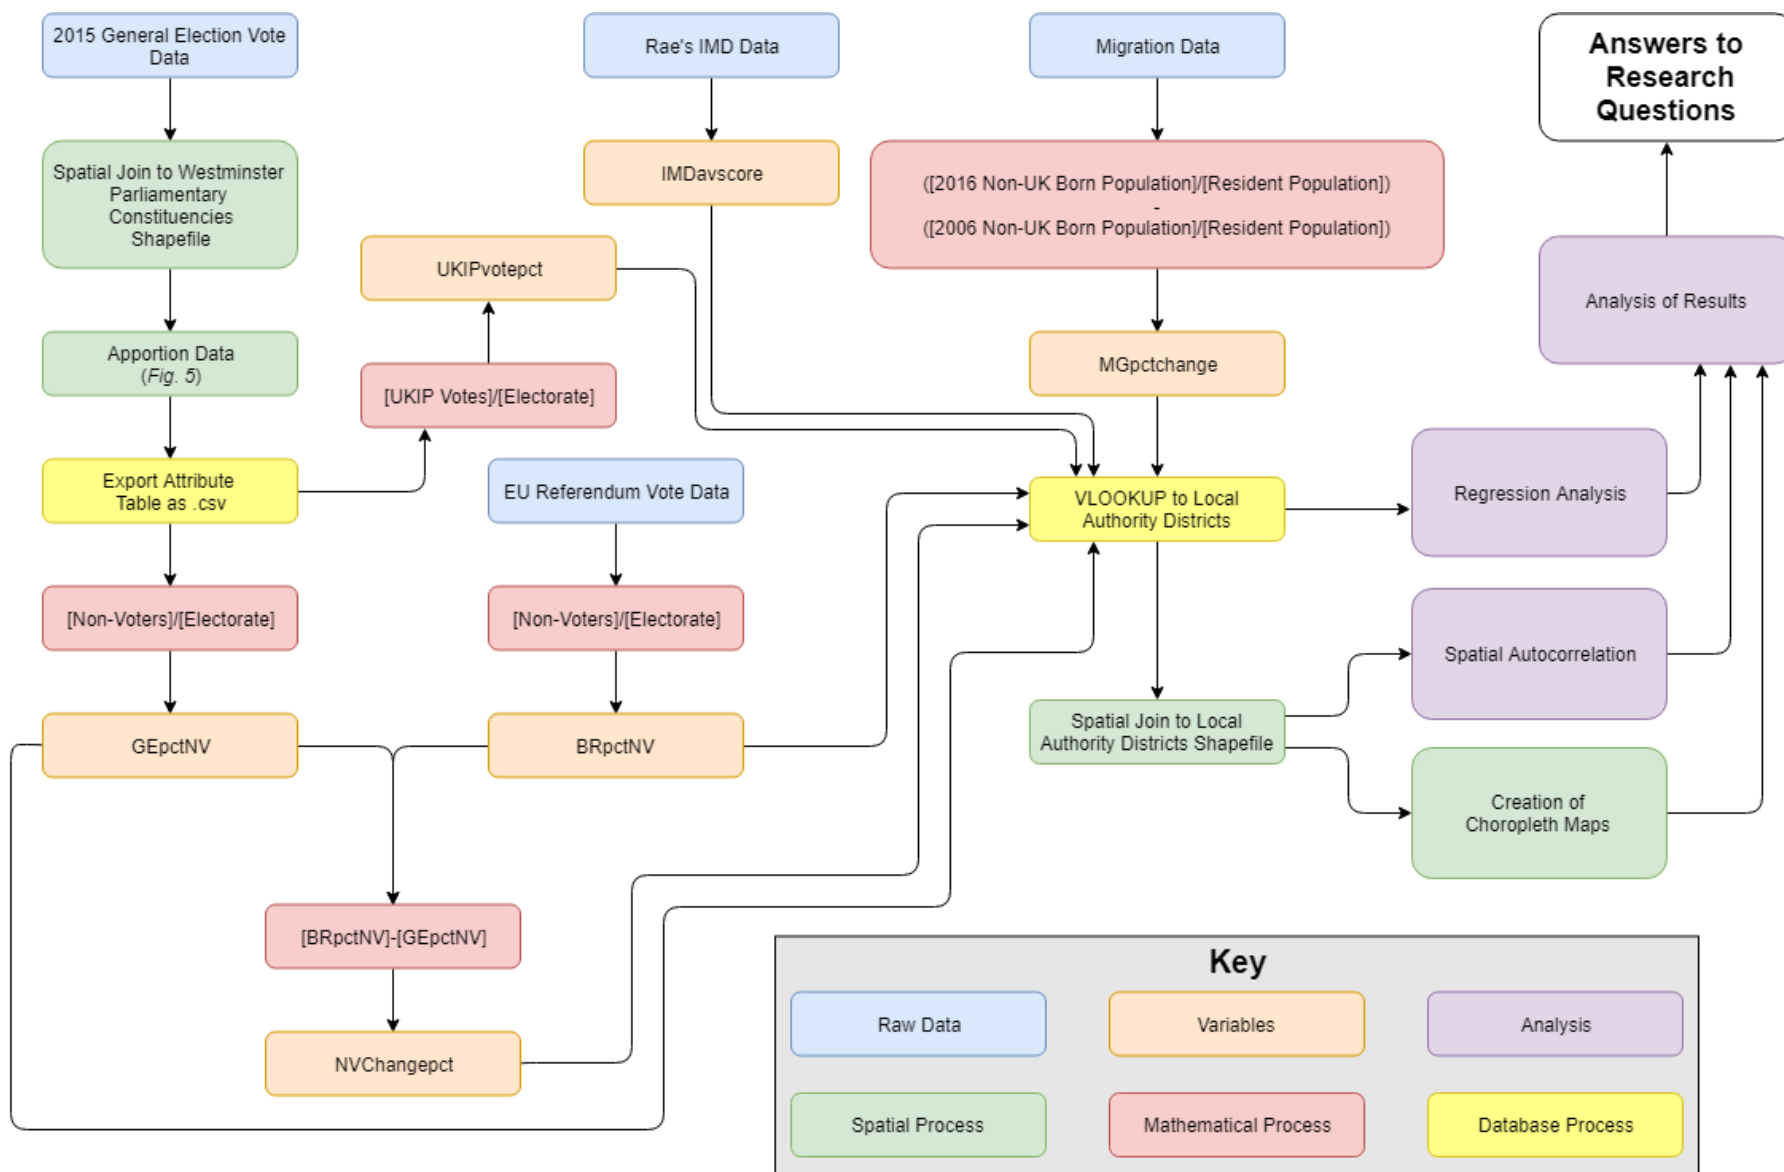 2015 General Election Vote
Data
Rae's IMD Data
Migration Data
Answers to
Research
Questions
Spatial Join to Westminster
Parliamentary
Constituencies
Shapefile
IMDavscore
([2016 Non-UK Born Population]/[Resident Population])
-
([2006 Non-UK Born Population]/[Resident Population])
UKIPvotepct
Analysis of Results
Apportion Data
(Fig. 5)
[UKIP Votes]/[Electorate]
MGpctchange
Export Attribute
Table as .csv
EU Referendum Vote Data
VLOOKUP to Local
Authority Districts
Regression Analysis
[Non-Voters]/[Electorate]
[Non-Voters]/[Electorate]
Spatial Autocorrelation
GEpctNV
BRpctNV
Spatial Join to Local
Authority Districts Shapefile
Creation of
Choropleth Maps
[BRpctNV]-[GEpctNV]
NVChangepct
Key
Raw Data
Variables
Analysis
Spatial Process
Mathematical Process
Database Process